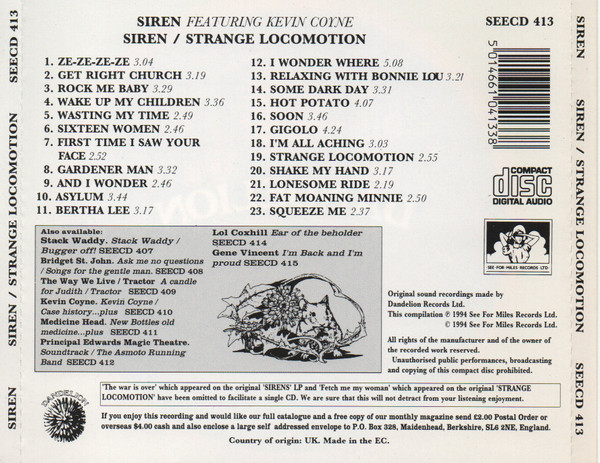 SIREN FEATURING KEVIN COYNE
SIREN / STRANGE LOCOMOTION
SEECD 413
1. ZE-ZE-ZE-ZE 3.04
2. GET RIGHT CHURCH 3.19
3. ROCK ME BABY 3.29
4. WAKE UP MY CHILDREN 3.36
5. WASTING MY TIME 2.49
6. SIXTEEN WOMEN 2.46
7. FIRST TIME I SAW YOUR
FACE 2.52
8. GARDENER MAN 3.32
9. AND I WONDER 2.46
10. ASYLUM 3.44
11. BERTHA LEE 3.17
12. I WONDER WHERE 5.08
13. RELAXING WITH BONNIE LOU 3.21
14. SOME DARK DAY 3.31
15. HOT POTATO 4.07
16. SOON 3.46
17. GIGOLO 4.24
18. I'M ALL ACHING 3.03
19. STRANGE LOCOMOTION 2.55
20. SHAKE MY HAND 3.17
21. LONESOME RIDE 2.19
22. FAT MOANING MINNIE 2.50
23. SQUEEZE ME 2.37
5014661041338
COMPACT
disc
DIGITAL AUDIO
SEE FOR MILES RECORDS LTD
Also available:
Stack Waddy. Stack Waddy /
Bugger off! SEECD 407
Bridget St. John. Ask me no questions
/ Songs for the gentle man. SEECD 408
The Way We Live / Tractor A candle
for Judith / Tractor SEECD 409
Kevin Coyne. Kevin Coyne /
Case history...plus SEECD 410
Medicine Head. New Bottles old
medicine...plus SEECD 411
Principal Edwards Magic Theatre.
Soundtrack / The Asmoto Running
Band SEECD 412
Lol Coxhill Ear of the beholder
SEECD 414
Gene Vincent I'm Back and I'm
proud SEECD 415
Original sound recordings made by
Dandelion Records Ltd.
This compilation ℗ 1994 See For Miles Records Ltd.
© 1994 See For Miles Records Ltd.
All rights of the manufacturer and of the owner of
the recorded work reserved.
Unauthorised public performances, broadcasting
and copying of this compact disc prohibited.
'The war is over' which appeared on the original 'SIRENS' LP and 'Fetch me my woman' which appeared on the original 'STRANGE
LOCOMOTION' have been omitted to facilitate a single CD. We are sure that this will not detract from your listening enjoyment.
DANDELION
If you enjoy this recording and would like our full catalogue and a free copy of our monthly magazine send £2.00 Postal Order or
overseas $4.00 cash and also enclose a large self addressed envelope to P.O. Box 328, Maidenhead, Berkshire, SL6 2NE, England.
Country of origin: UK. Made in the EC.
SIREN SIREN / STRANGE LOCOMOTION SEECD 413
SIREN SIREN / STRANGE LOCOMOTION SEECD 413